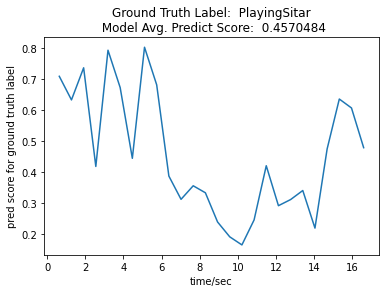 Ground Truth Label:  PlayingSitar
Model Avg. Predict Score:  0.4570484
pred score for ground truth label
0.8
0.7
0.6
0.5
0.4
0.3
0.2
0 2 4 6 8 10 12 14 16
time/sec